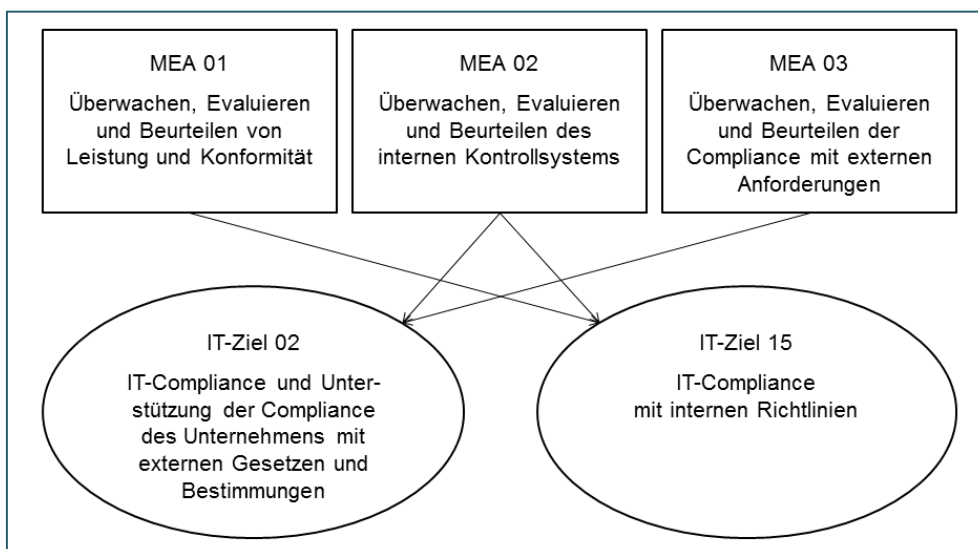 MEA 01
Überwachen, Evaluieren
und Beurteilen von
Leistung und Konformität
MEA 02
Überwachen, Evaluieren
und Beurteilen des
internen Kontrollsystems
MEA 03
Überwachen, Evaluieren
und Beurteilen der
Compliance mit externen
Anforderungen
IT-Ziel 02
IT-Compliance und Unter-
stützung der Compliance
des Unternehmens mit
externen Gesetzen und
Bestimmungen
IT-Ziel 15
IT-Compliance
mit internen Richtlinien